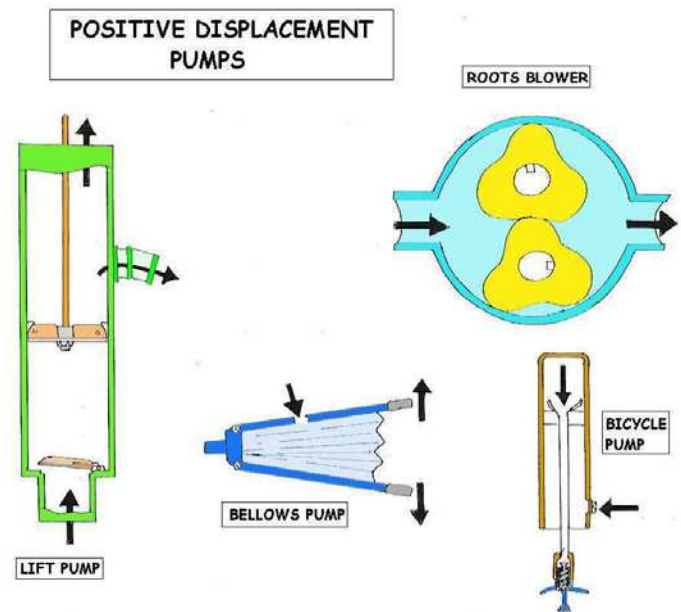 POSITIVE DISPLACEMENT
PUMPS
ROOTS BLOWER
BICYCLE
PUMP
BELLOWS PUMP
LIFT PUMP